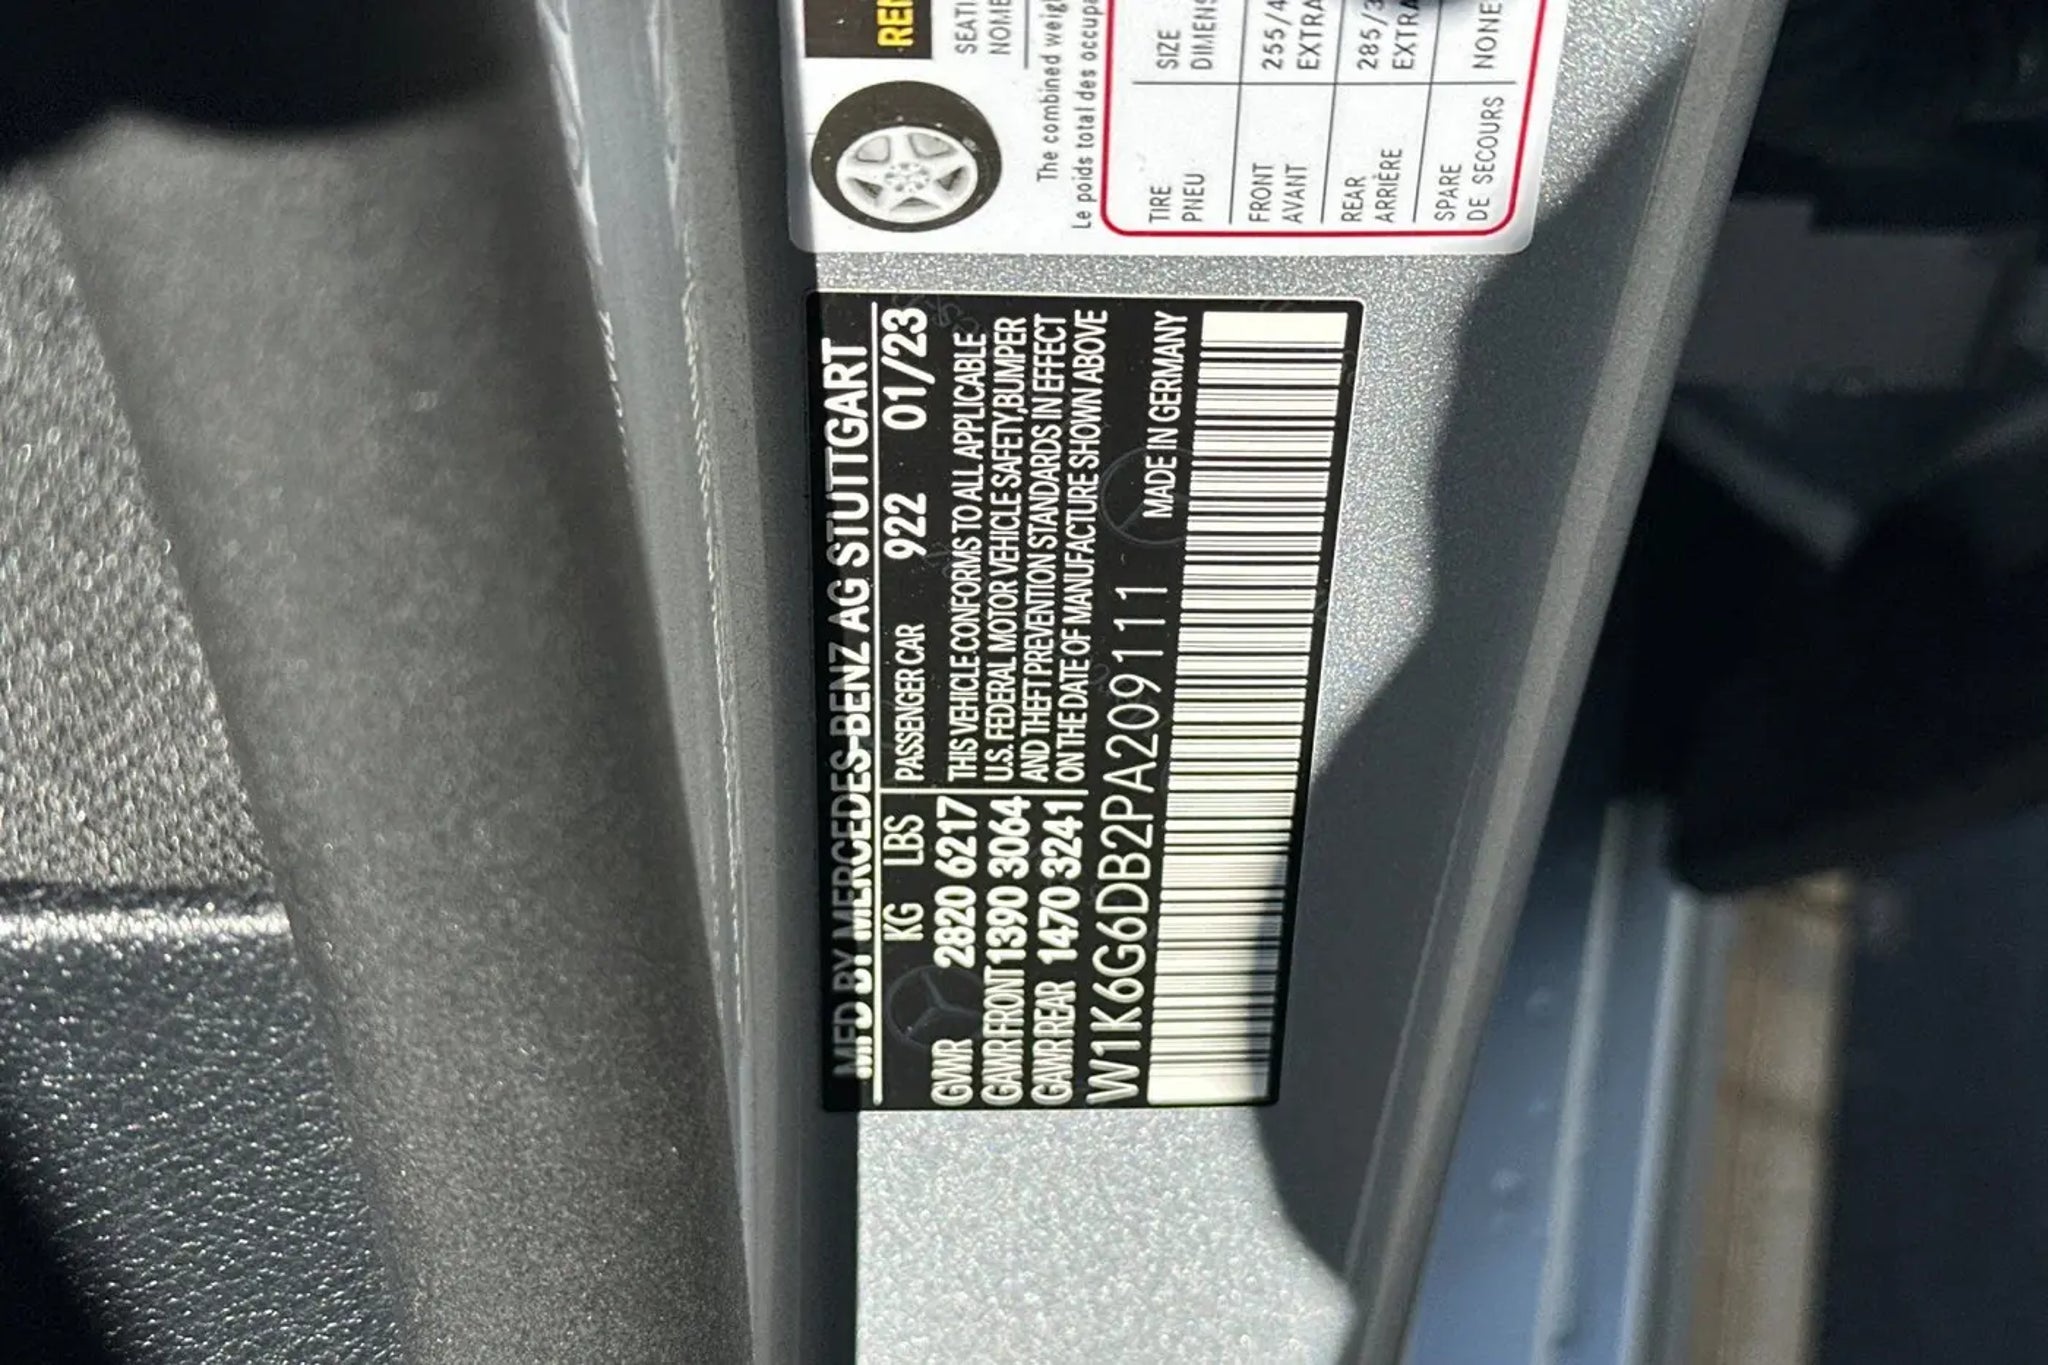 REN
SEATI
NOMB
The combined weigh
Le poids total des occupa
TIRE SIZE
PNEU DIMENS
FRONT 255/4
AVANT EXTRA
REAR 285/3
ARRIÈRE EXTRA
SPARE NONE
DE SECOURS
MFD BY MERCEDES-BENZ AG STUTTGART
KG LBS PASSENGER CAR 922 01/23
GVWR 2820 6217 THIS VEHICLE CONFORMS TO ALL APPLICABLE
GAWR FRONT 1390 3064 U.S. FEDERAL MOTOR VEHICLE SAFETY, BUMPER
GAWR REAR 1470 3241 AND THEFT PREVENTION STANDARDS IN EFFECT
ON THE DATE OF MANUFACTURE SHOWN ABOVE
W1K6G6DB2PA209111 MADE IN GERMANY